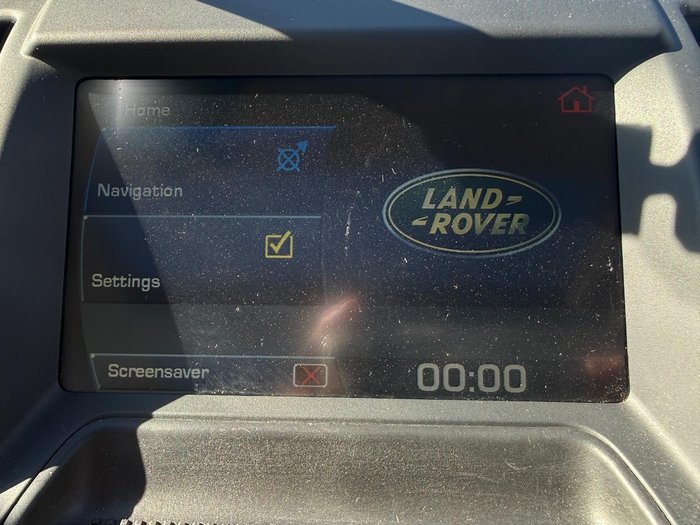 Home
Navigation
LAND-
-ROVER
Settings
Screensaver
00:00